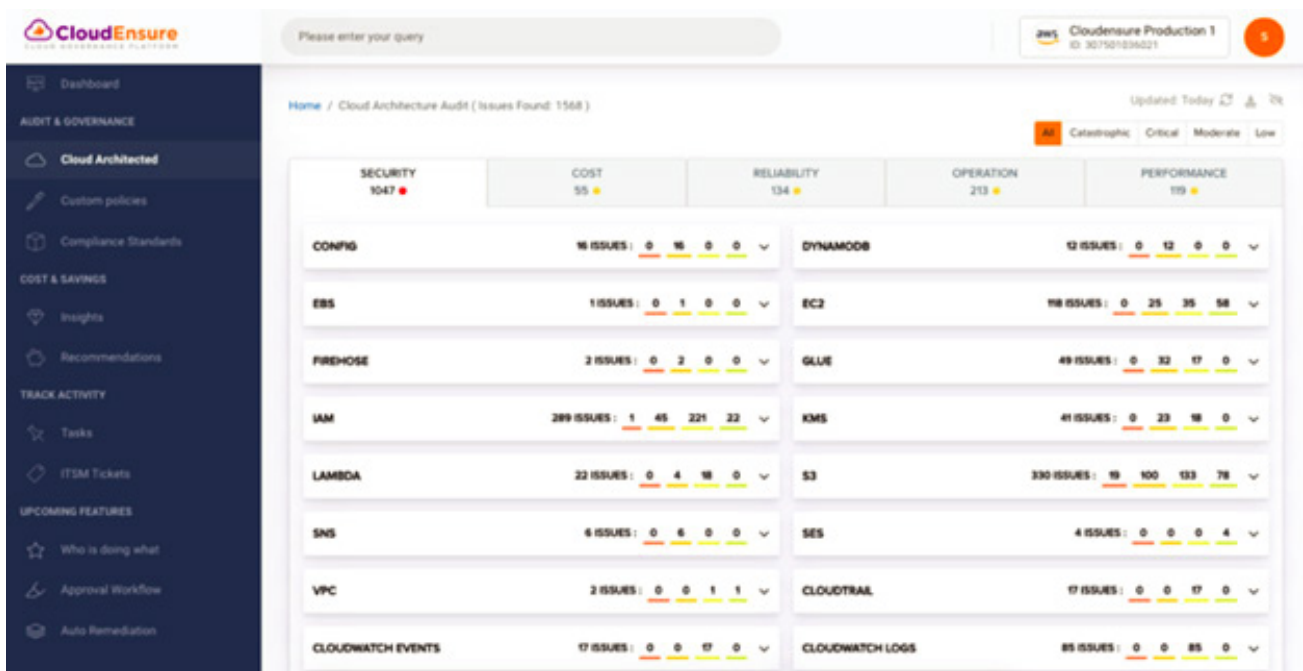 CloudEnsure
CLOUD GOVERNANCE PLATFORM
Please enter your query
aws
Cloudensure Production 1
ID: 307501036021
S
Dashboard
AUDIT & GOVERNANCE
Cloud Architected
Custom policies
Compliance Standards
COST & SAVINGS
Insights
Recommendations
TRACK ACTIVITY
Tasks
ITSM Tickets
UPCOMING FEATURES
Who is doing what
Approval Workflow
Auto Remediation
Home / Cloud Architecture Audit ( Issues Found: 1568 )
Updated: Today
All Catastrophic Critical Moderate Low
SECURITY COST RELIABILITY OPERATION PERFORMANCE
1047 55 134 213 119
CONFIG 16 ISSUES : 0 16 0 0
DYNAMODB 12 ISSUES : 0 12 0 0
EBS 1 ISSUES : 0 1 0 0
EC2 118 ISSUES : 0 25 35 58
FIREHOSE 2 ISSUES : 0 2 0 0
GLUE 49 ISSUES : 0 32 17 0
IAM 289 ISSUES : 1 45 221 22
KMS 41 ISSUES : 0 23 18 0
LAMBDA 22 ISSUES : 0 4 18 0
S3 330 ISSUES : 19 100 133 78
SNS 6 ISSUES : 0 6 0 0
SES 4 ISSUES : 0 0 0 4
VPC 2 ISSUES : 0 0 1 1
CLOUDTRAIL 17 ISSUES : 0 0 17 0
CLOUDWATCH EVENTS 17 ISSUES : 0 0 17 0
CLOUDWATCH LOGS 85 ISSUES : 0 0 85 0